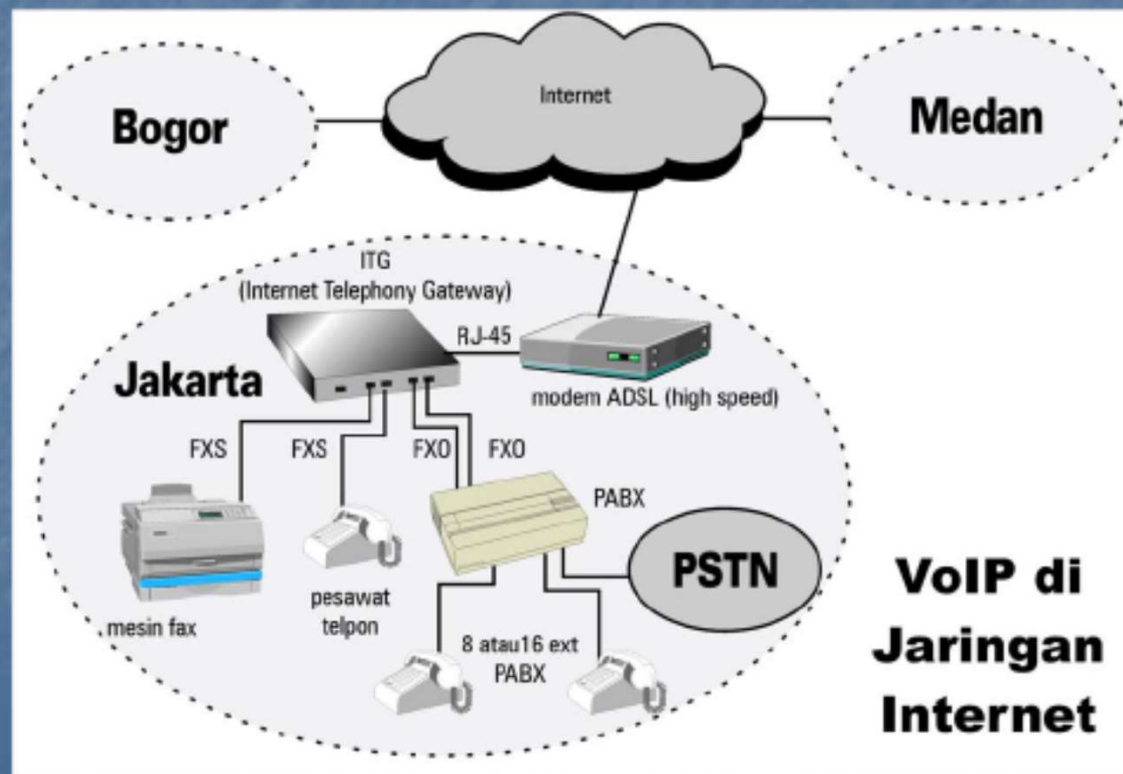 Internet
Bogor
Medan
ITG
(Internet Telephony Gateway)
RJ-45
Jakarta
modem ADSL (high speed)
FXS
FXS
FXO
FXO
PABX
PSTN
mesin fax
pesawat
telpon
8 atau16 ext
PABX
VoIP di
Jaringan
Internet